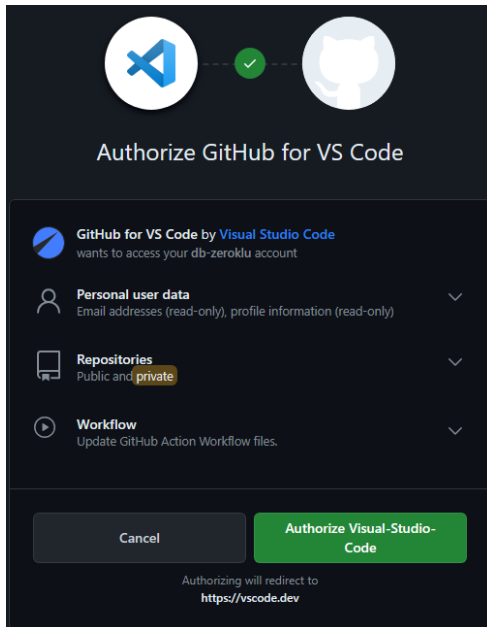 Authorize GitHub for VS Code
GitHub for VS Code by Visual Studio Code
wants to access your db-zeroklu account
Personal user data
Email addresses (read-only), profile information (read-only)
Repositories
Public and private
Workflow
Update GitHub Action Workflow files.
Cancel
Authorize Visual-Studio-
Code
Authorizing will redirect to
https://vscode.dev